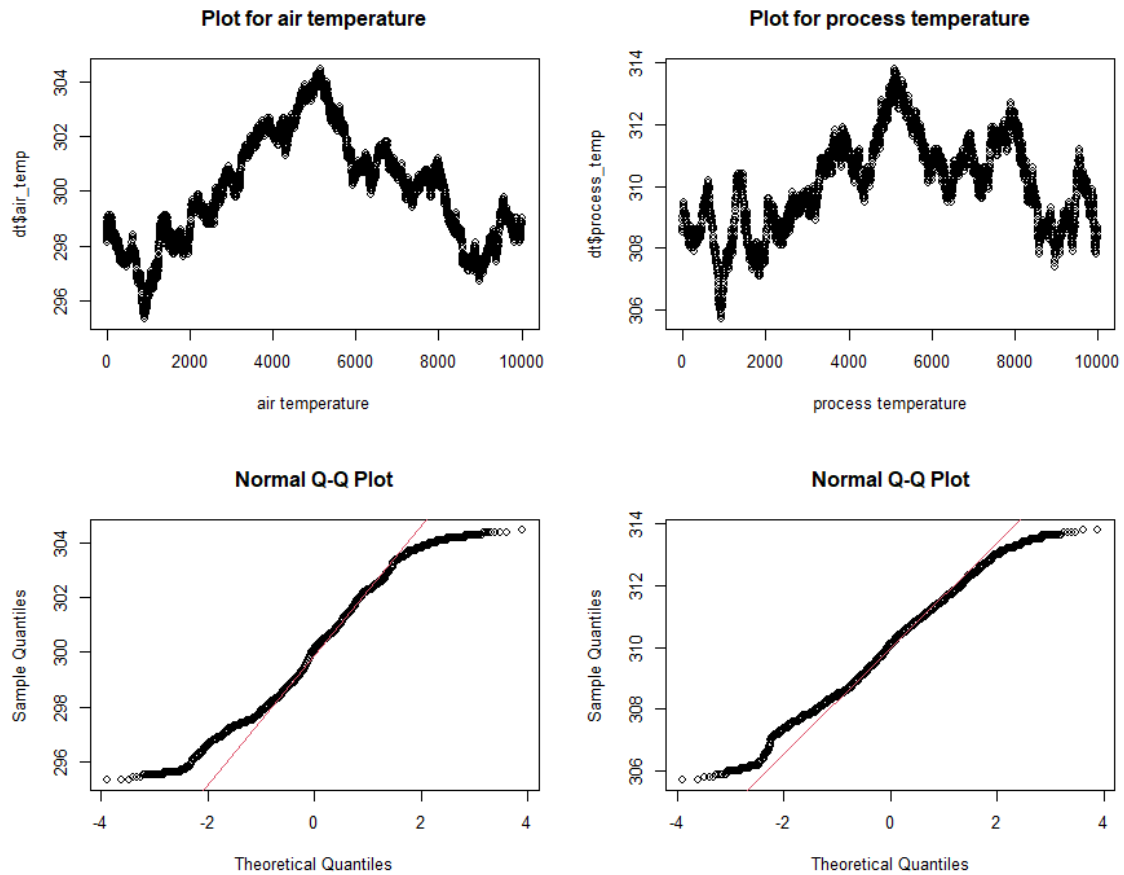 Plot for air temperature
dt$air_temp
304
302
300
298
296
0 2000 4000 6000 8000 10000
air temperature
Plot for process temperature
dt$process_temp
314
312
310
308
306
0 2000 4000 6000 8000 10000
process temperature
Normal Q-Q Plot
Sample Quantiles
304
302
300
298
296
-4 -2 0 2 4
Theoretical Quantiles
Normal Q-Q Plot
Sample Quantiles
314
312
310
308
306
-4 -2 0 2 4
Theoretical Quantiles